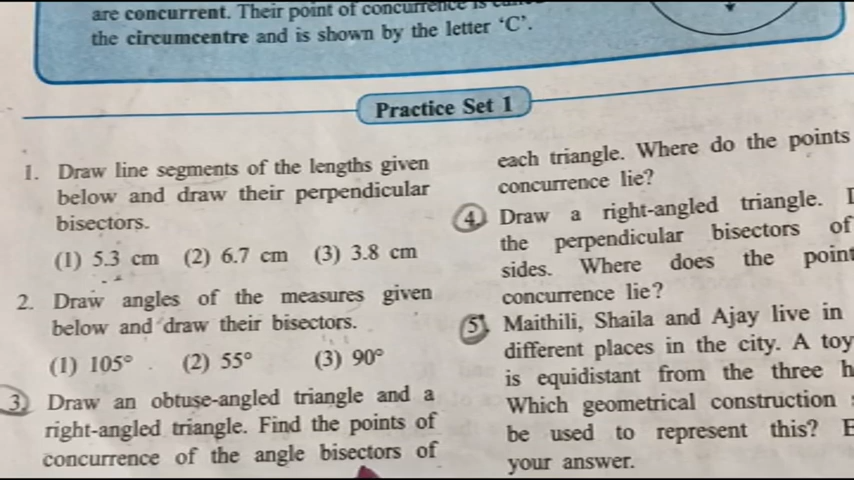 are concurrent. Their point of concurrence is
the circumcentre and is shown by the letter 'C'.
Practice Set 1
1. Draw line segments of the lengths given
below and draw their perpendicular
bisectors.
(1) 5.3 cm (2) 6.7 cm (3) 3.8 cm
2. Draw angles of the measures given
below and draw their bisectors.
(1) 105° (2) 55° (3) 90°
3. Draw an obtuse-angled triangle and a
right-angled triangle. Find the points of
concurrence of the angle bisectors of
each triangle. Where do the points
concurrence lie?
4. Draw a right-angled triangle.
the perpendicular bisectors of
sides. Where does the point
concurrence lie?
5. Maithili, Shaila and Ajay live in
different places in the city. A toy
is equidistant from the three
Which geometrical construction
be used to represent this?
your answer.